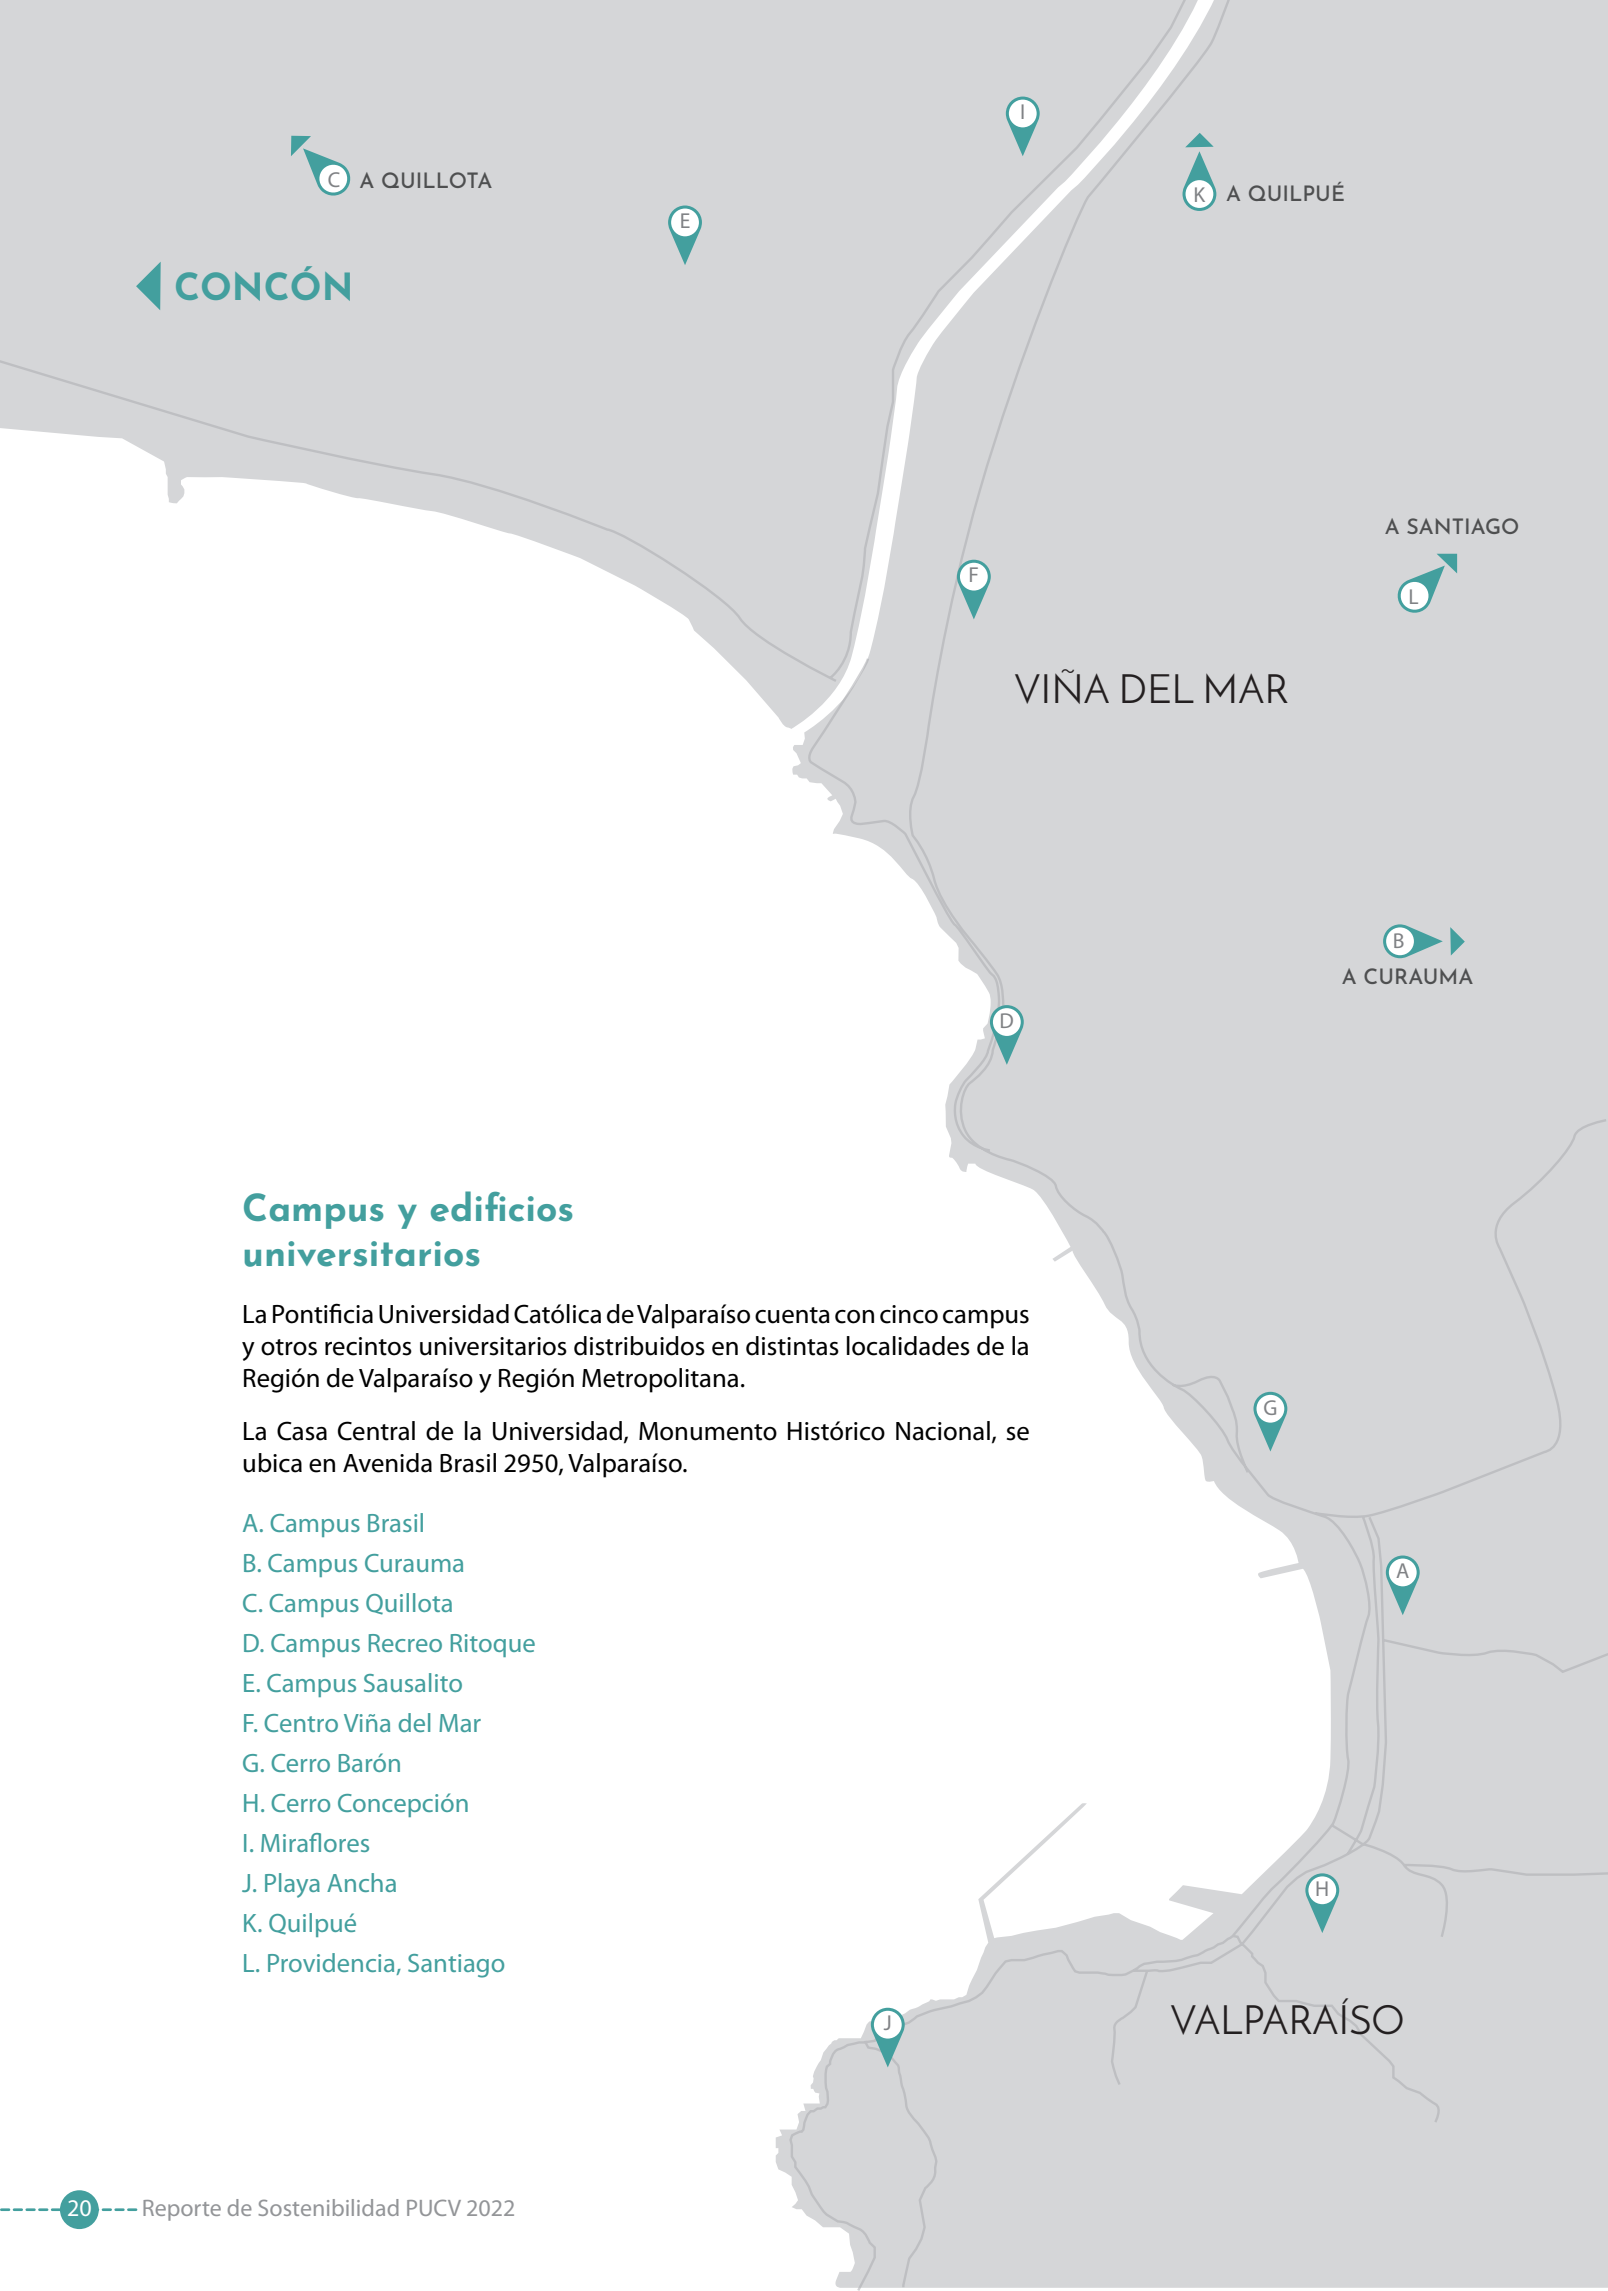 I
C A QUILLOTA
K A QUILPUÉ
E
CONCÓN
A SANTIAGO
F
L
VIÑA DEL MAR
B
A CURAUMA
D
Campus y edificios
universitarios
La Pontificia Universidad Católica de Valparaíso cuenta con cinco campus
y otros recintos universitarios distribuidos en distintas localidades de la
Región de Valparaíso y Región Metropolitana.
La Casa Central de la Universidad, Monumento Histórico Nacional, se
ubica en Avenida Brasil 2950, Valparaíso.
A. Campus Brasil
B. Campus Curauma
C. Campus Quillota
D. Campus Recreo Ritoque
E. Campus Sausalito
F. Centro Viña del Mar
G. Cerro Barón
H. Cerro Concepción
I. Miraflores
J. Playa Ancha
K. Quilpué
L. Providencia, Santiago
G
A
H
VALPARAÍSO
J
20 Reporte de Sostenibilidad PUCV 2022